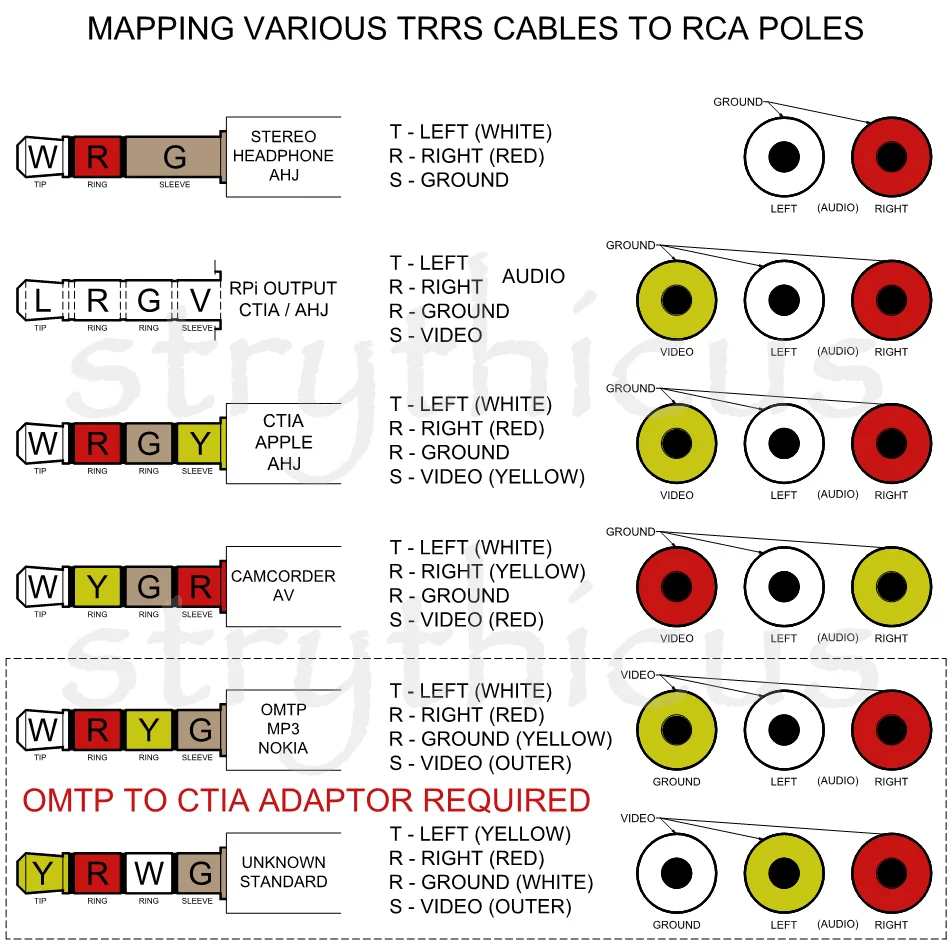 MAPPING VARIOUS TRRS CABLES TO RCA POLES
W R G
TIP RING SLEEVE
STEREO
HEADPHONE
AHJ
T - LEFT (WHITE)
R - RIGHT (RED)
S - GROUND
GROUND
LEFT (AUDIO) RIGHT
L R G V
TIP RING RING SLEEVE
RPi OUTPUT
CTIA / AHJ
T - LEFT
R - RIGHT
R - GROUND
S - VIDEO
AUDIO
GROUND
VIDEO LEFT (AUDIO) RIGHT
strythicus
W R G Y
TIP RING RING SLEEVE
CTIA
APPLE
AHJ
T - LEFT (WHITE)
R - RIGHT (RED)
R - GROUND
S - VIDEO (YELLOW)
GROUND
VIDEO LEFT (AUDIO) RIGHT
W Y G R
TIP RING RING SLEEVE
CAMCORDER
AV
T - LEFT (WHITE)
R - RIGHT (YELLOW)
R - GROUND
S - VIDEO (RED)
GROUND
VIDEO LEFT (AUDIO) RIGHT
strythicus
W R Y G
TIP RING RING SLEEVE
OMTP
MP3
NOKIA
T - LEFT (WHITE)
R - RIGHT (RED)
R - GROUND (YELLOW)
S - VIDEO (OUTER)
VIDEO
GROUND LEFT (AUDIO) RIGHT
OMTP TO CTIA ADAPTOR REQUIRED
Y R W G
TIP RING RING SLEEVE
UNKNOWN
STANDARD
T - LEFT (YELLOW)
R - RIGHT (RED)
R - GROUND (WHITE)
S - VIDEO (OUTER)
VIDEO
GROUND LEFT (AUDIO) RIGHT